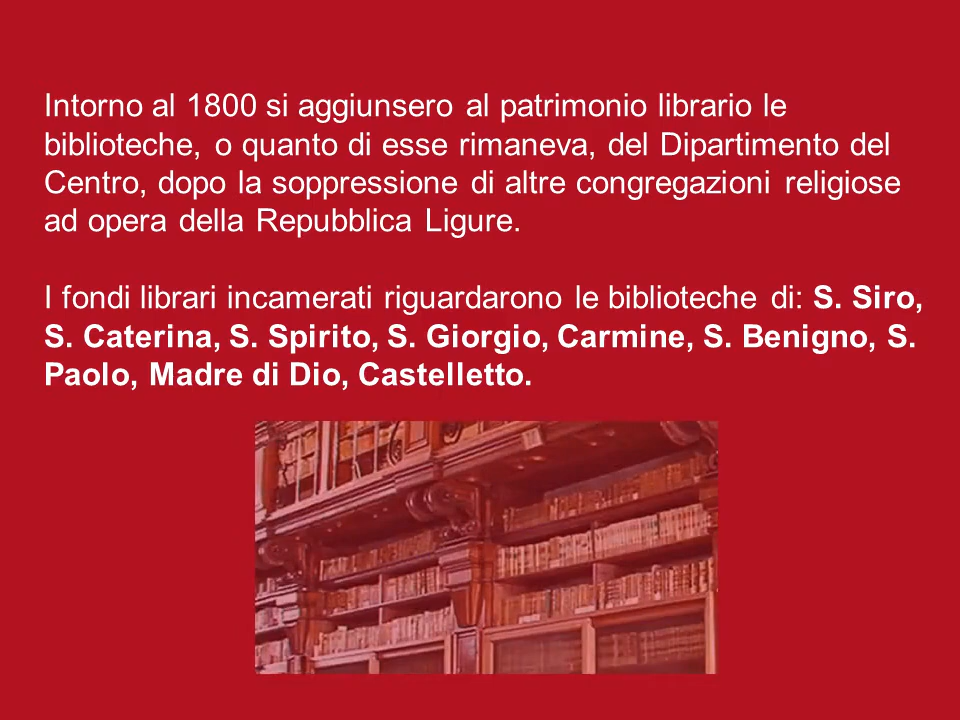 Intorno al 1800 si aggiunsero al patrimonio librario le
biblioteche, o quanto di esse rimaneva, del Dipartimento del
Centro, dopo la soppressione di altre congregazioni religiose
ad opera della Repubblica Ligure.
I fondi librari incamerati riguardarono le biblioteche di: S. Siro,
S. Caterina, S. Spirito, S. Giorgio, Carmine, S. Benigno, S.
Paolo, Madre di Dio, Castelletto.